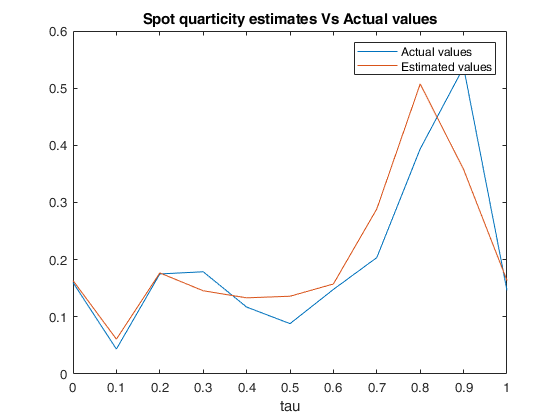 Spot quarticity estimates Vs Actual values
Actual values
Estimated values
0.6
0.5
0.4
0.3
0.2
0.1
0
0 0.1 0.2 0.3 0.4 0.5 0.6 0.7 0.8 0.9 1
tau